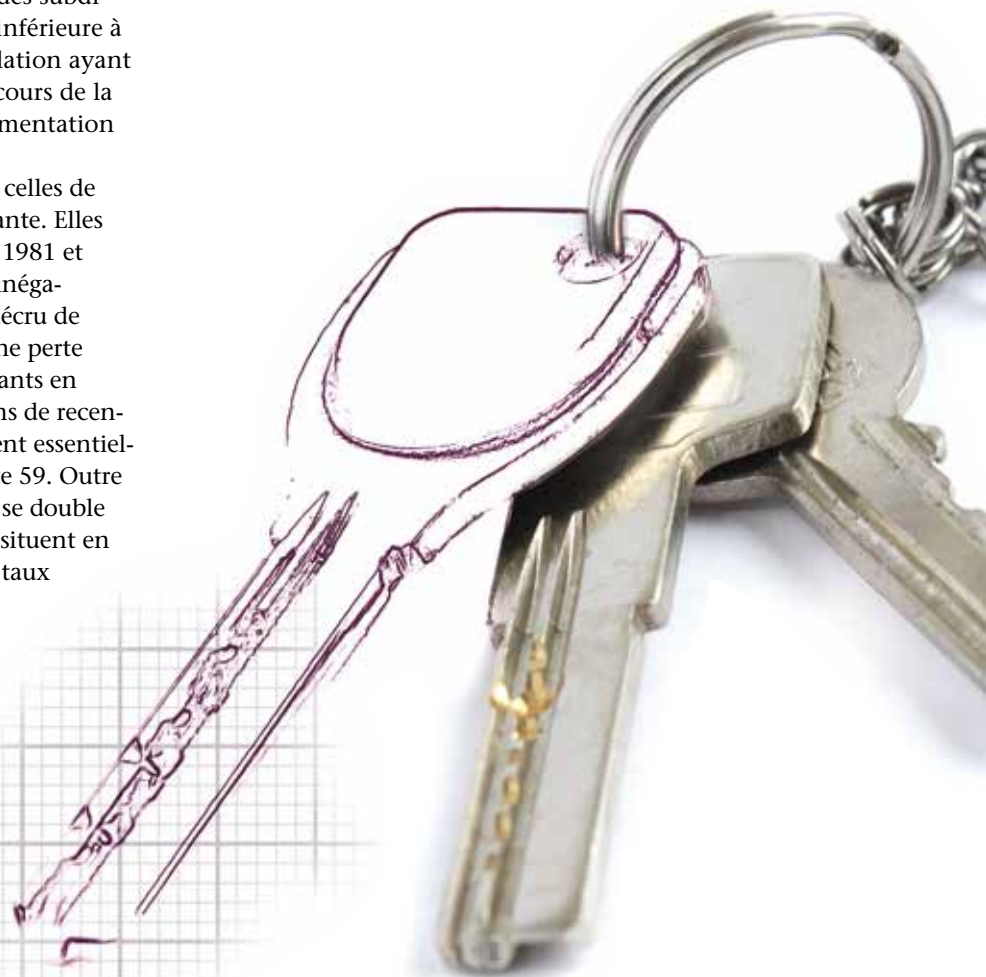 des subdi-
inférieure à
lation ayant
cours de la
mentation
celles de
ante. Elles
1981 et
négа-
écru de
ne perte
ants en
ns de recen-
ent essentiel-
e 59. Outre
se double
situent en
taux